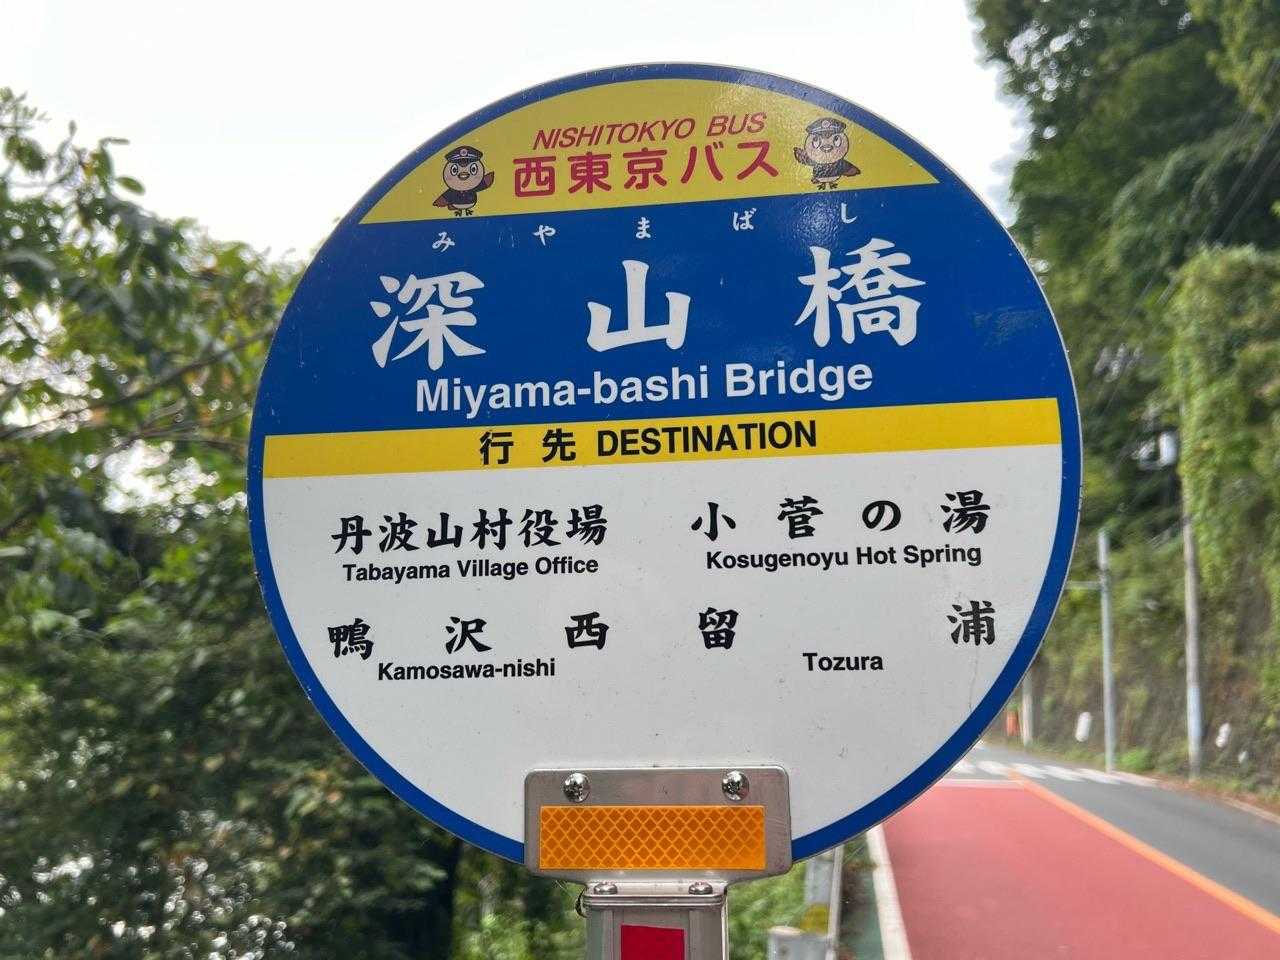 NISHITOKYO BUS
西東京バス
みやまばし
深山橋
Miyama-bashi Bridge
行先 DESTINATION
丹波山村役場 小菅の湯
Tabayama Village Office Kosugenoyu Hot Spring
鴨沢西 留浦
Kamosawa-nishi Tozura